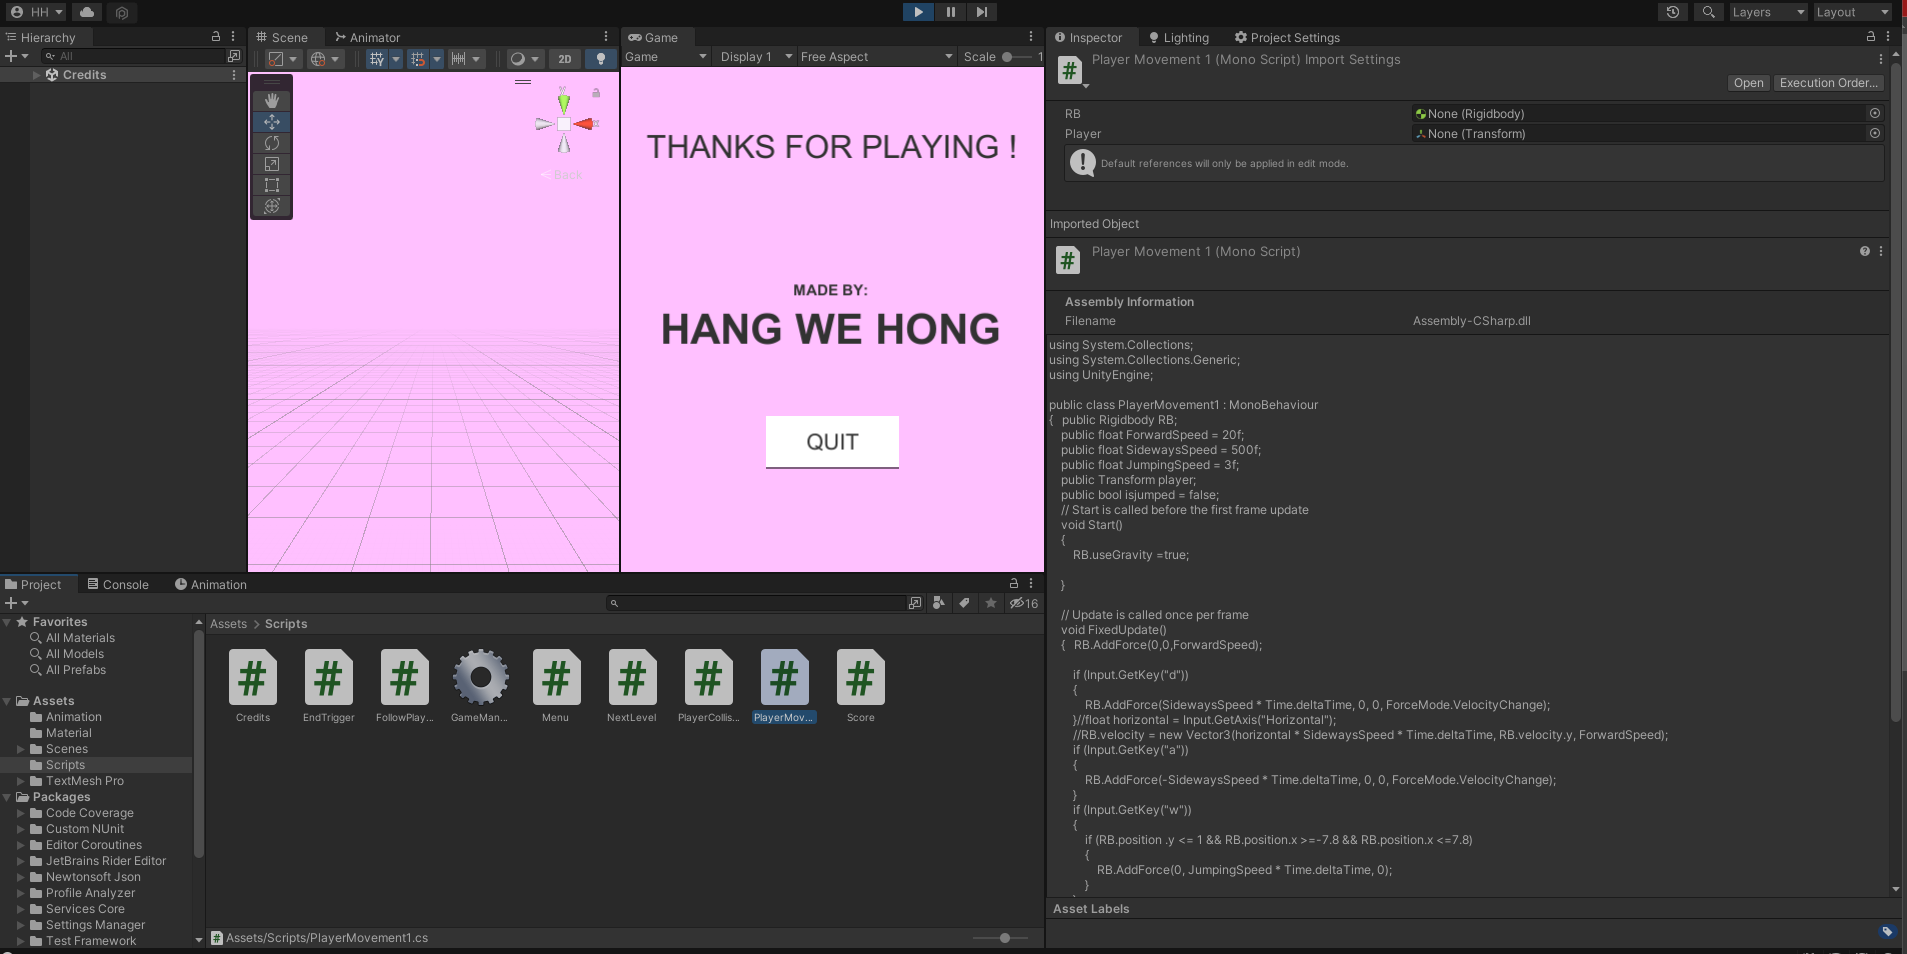 HH
Layers
Layout
Hierarchy
All
Credits
Scene
Animator
2D
y
x
Back
Game
Game
Display 1
Free Aspect
Scale
1
THANKS FOR PLAYING !
MADE BY:
HANG WE HONG
QUIT
Inspector
Lighting
Project Settings
Player Movement 1 (Mono Script) Import Settings
Open
Execution Order...
RB
None (Rigidbody)
Player
None (Transform)
Default references will only be applied in edit mode.
Imported Object
Player Movement 1 (Mono Script)
Assembly Information
Filename
Assembly-CSharp.dll
using System.Collections;
using System.Collections.Generic;
using UnityEngine;
public class PlayerMovement1 : MonoBehaviour
{   public Rigidbody RB;
public float ForwardSpeed = 20f;
public float SidewaysSpeed = 500f;
public float JumpingSpeed = 3f;
public Transform player;
public bool isjumped = false;
// Start is called before the first frame update
void Start()
{
RB.useGravity =true;
}
// Update is called once per frame
void FixedUpdate()
{   RB.AddForce(0,0,ForwardSpeed);
if (Input.GetKey("d"))
{
RB.AddForce(SidewaysSpeed * Time.deltaTime, 0, 0, ForceMode.VelocityChange);
}//float horizontal = Input.GetAxis("Horizontal");
//RB.velocity = new Vector3(horizontal * SidewaysSpeed * Time.deltaTime, RB.velocity.y, ForwardSpeed);
if (Input.GetKey("a"))
{
RB.AddForce(-SidewaysSpeed * Time.deltaTime, 0, 0, ForceMode.VelocityChange);
}
if (Input.GetKey("w"))
{
if (RB.position .y <= 1 && RB.position.x >=-7.8 && RB.position.x <=7.8)
{
RB.AddForce(0, JumpingSpeed * Time.deltaTime, 0);
}
Asset Labels
Project
Console
Animation
16
Favorites
All Materials
All Models
All Prefabs
Assets
Animation
Material
Scenes
Scripts
TextMesh Pro
Packages
Code Coverage
Custom NUnit
Editor Coroutines
JetBrains Rider Editor
Newtonsoft Json
Profile Analyzer
Services Core
Settings Manager
Test Framework
Assets > Scripts
Credits
EndTrigger
FollowPlay...
GameMan...
Menu
NextLevel
PlayerCollis...
PlayerMov...
Score
Assets/Scripts/PlayerMovement1.cs